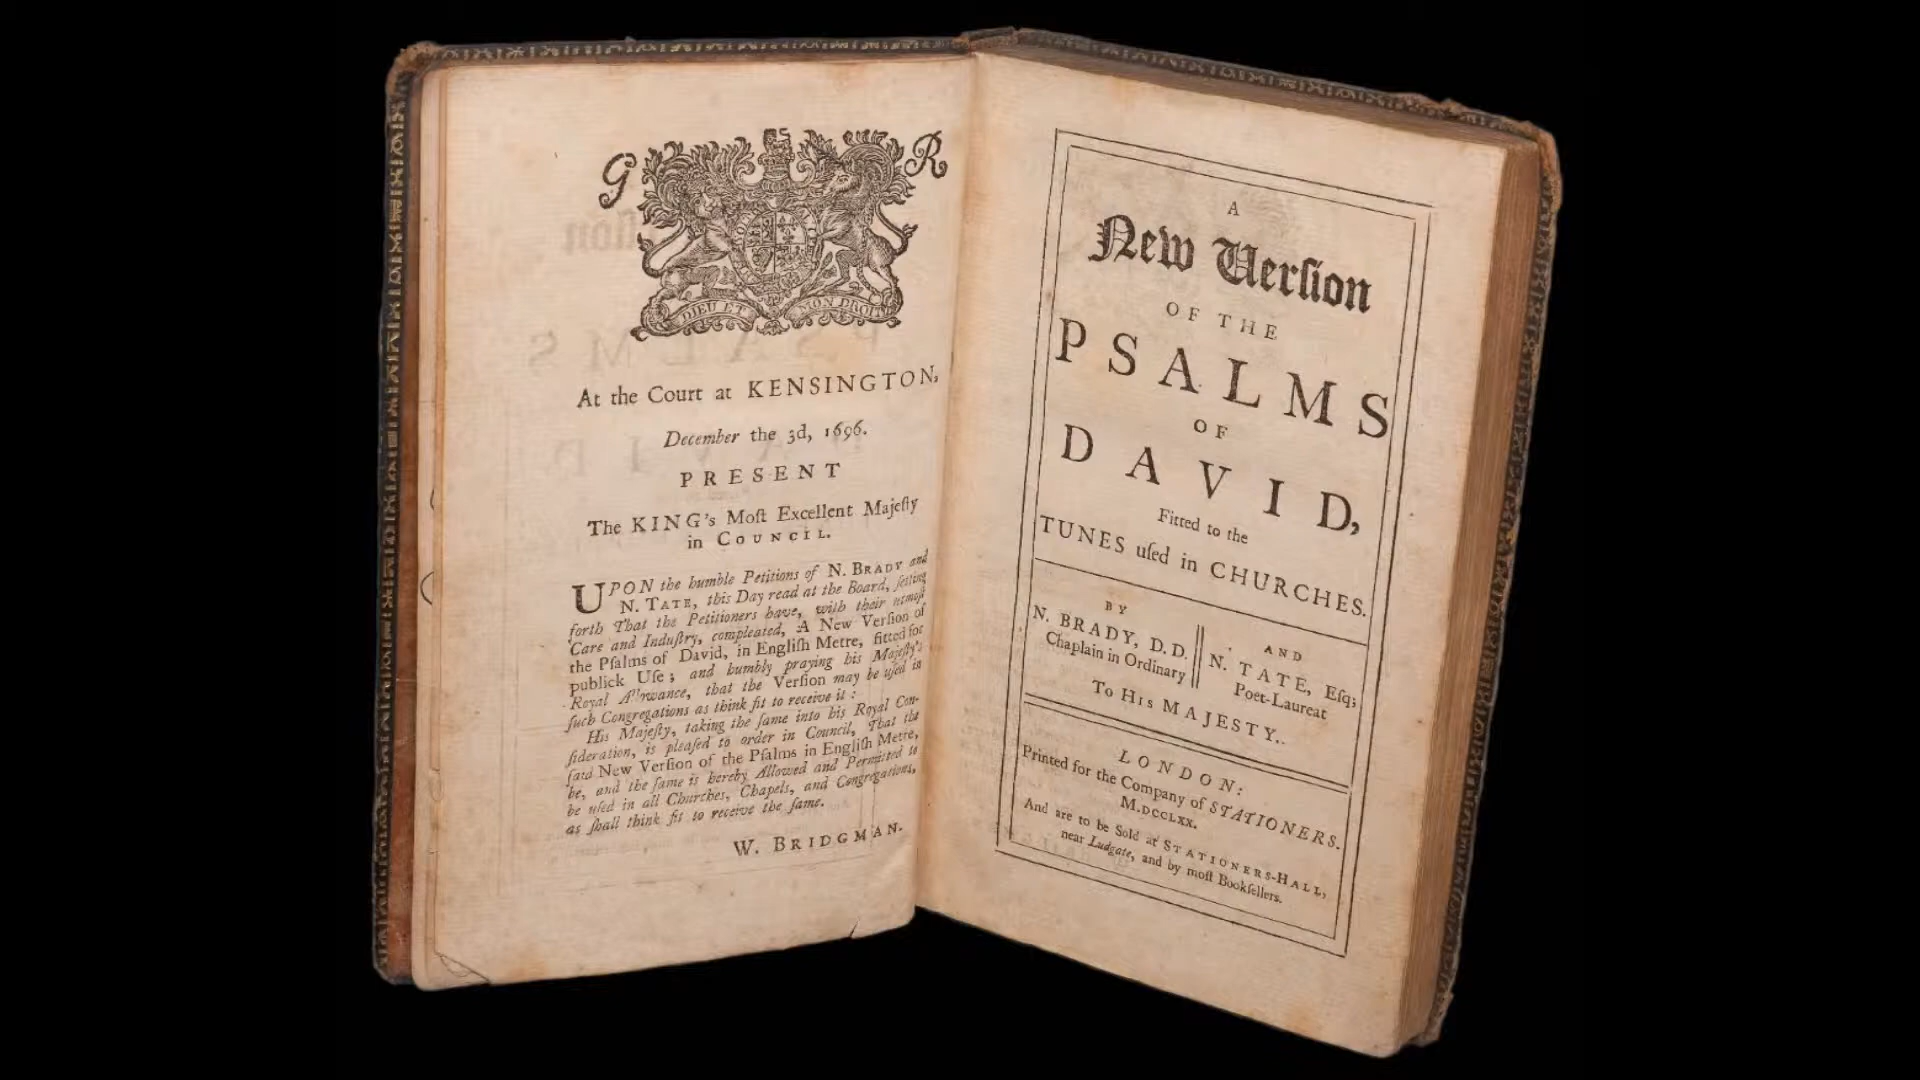 G R
DIEU ET MON DROIT
At the Court at KENSINGTON,
December the 3d, 1696.
PRESENT
The KING's Moſt Excellent Majeſty
in COUNCIL.
UPON the humble Petitions of N. BRADY and
N. TATE, this Day read at the Board, ſetting
forth That the Petitioners have, with their utmoſt
Care and Induſtry, compleated, A New Verſion of
the Pſalms of David, in Engliſh Metre, fitted for
publick Uſe; and humbly praying his Majeſty's
Royal Allowance, that the Verſion may be uſed in
ſuch Congregations as think fit to receive it:
His Majeſty, taking the ſame into his Royal Con-
ſideration, is pleaſed to order in Council, That the
ſaid New Verſion of the Pſalms in Engliſh Metre,
be, and the ſame is hereby Allowed and Permitted to
be uſed in all Churches, Chapels, and Congregations,
as ſhall think fit to receive the ſame.
W. BRIDGMAN.
A
New Verſion
OF THE
PSALMS
OF
DAVID,
Fitted to the
TUNES uſed in CHURCHES.
BY
N. BRADY, D. D.
Chaplain in Ordinary
AND
N. TATE, Eſq;
Poet-Laureat
To His MAJESTY.
LONDON:
Printed for the Company of STATIONERS.
M.DCCLXX.
And are to be Sold at STATIONERS-HALL,
near Ludgate, and by moſt Bookſellers.